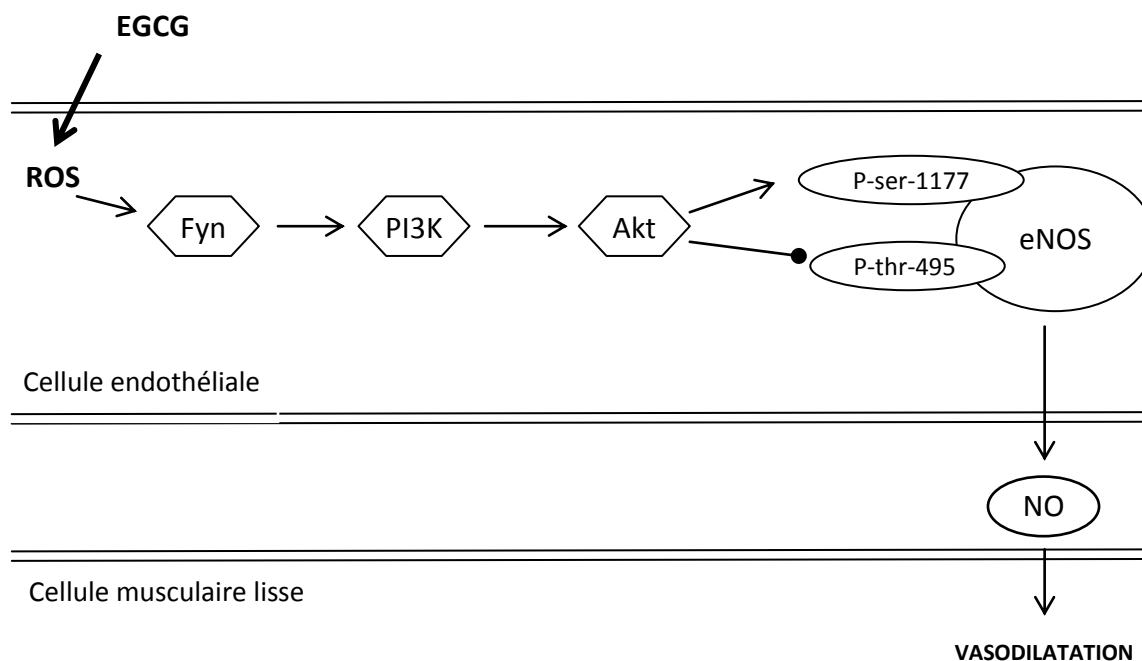 EGCG
ROS
Fyn
PI3K
Akt
P-ser-1177
P-thr-495
eNOS
Cellule endothéliale
NO
Cellule musculaire lisse
VASODILATATION